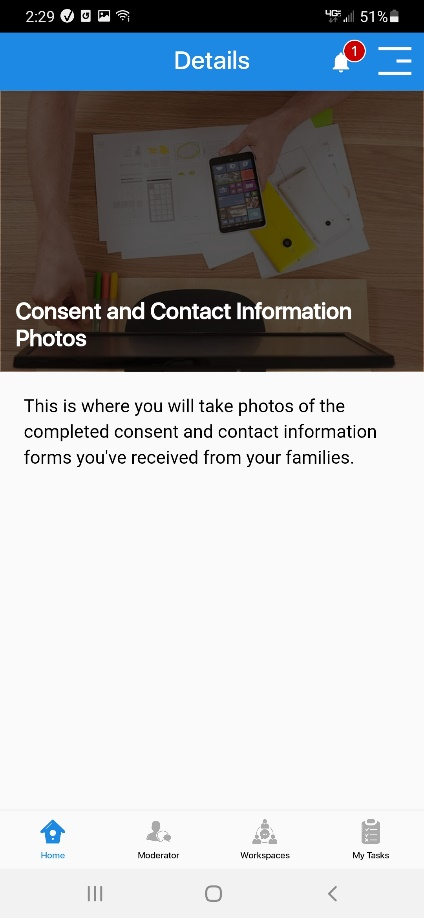 2:29
4G 51%
Details
1
Consent and Contact Information
Photos
This is where you will take photos of the
completed consent and contact information
forms you've received from your families.
Home
Moderator
Workspaces
My Tasks